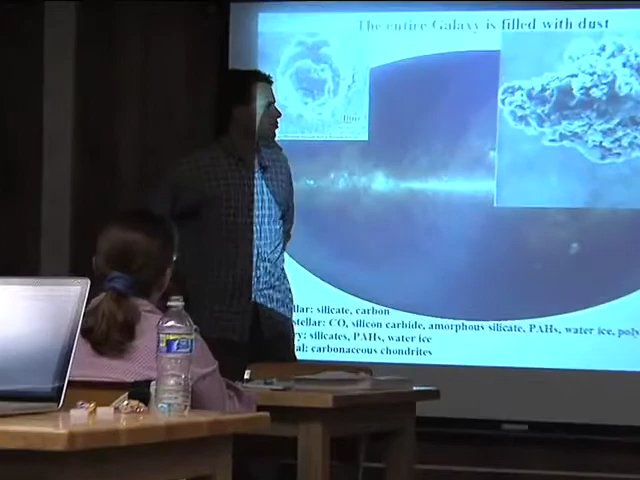 The entire Galaxy is filled with dust
llar: silicate, carbon
stellar: CO, silicon carbide, amorphous silicate, PAHs, water ice, poly
ry: silicates, PAHs, water ice
al: carbonaceous chondrites